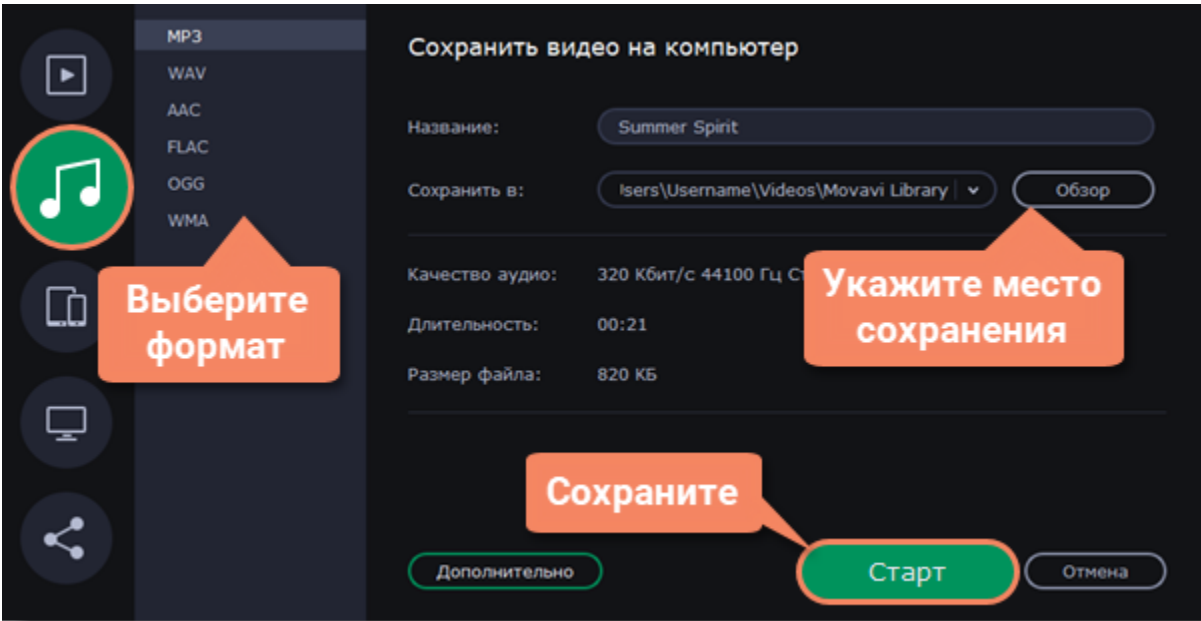 MP3
WAV
AAC
FLAC
OGG
WMA
Выберите
формат
Сохранить видео на компьютер
Название:
Summer Spirit
Сохранить в:
sers\Username\Videos\Movavi Library
Обзор
Укажите место
сохранения
Качество аудио:
320 Кбит/с 44100 Гц
Длительность:
00:21
Размер файла:
820 КБ
Сохраните
Дополнительно
Старт
Отмена